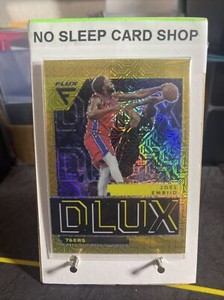 NO SLEEP CARD SHOP
FLUX
JOEL
EMBIID
DLUX
76ERS